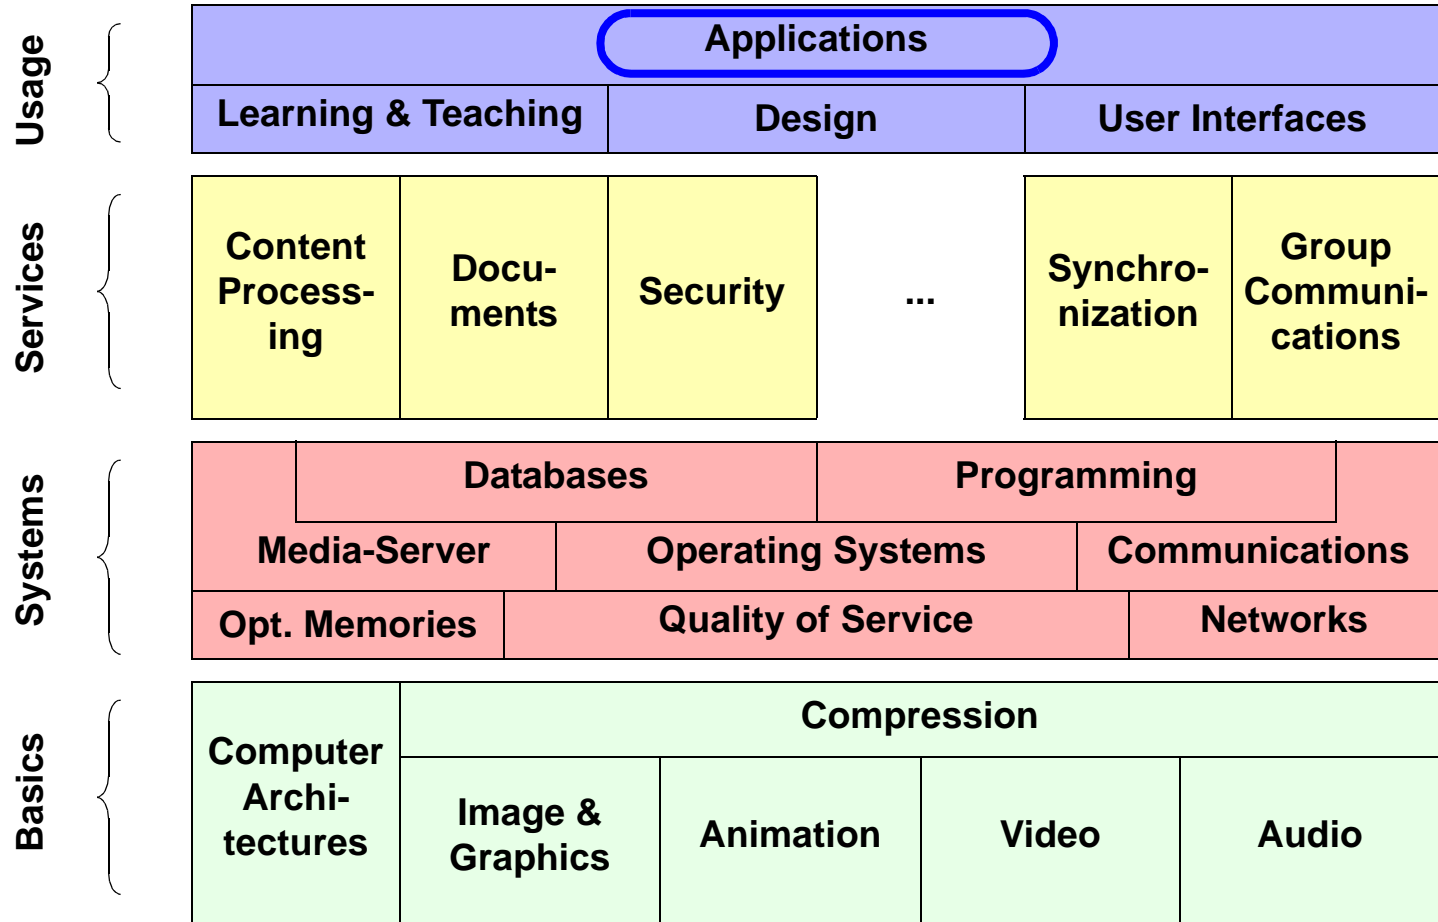 Usage
Applications
Learning & Teaching
Design
User Interfaces
Services
Content
Process-
ing
Docu-
ments
Security
...
Synchro-
nization
Group
Communi-
cations
Systems
Databases
Programming
Media-Server
Operating Systems
Communications
Opt. Memories
Quality of Service
Networks
Basics
Computer
Archi-
tectures
Compression
Image &
Graphics
Animation
Video
Audio